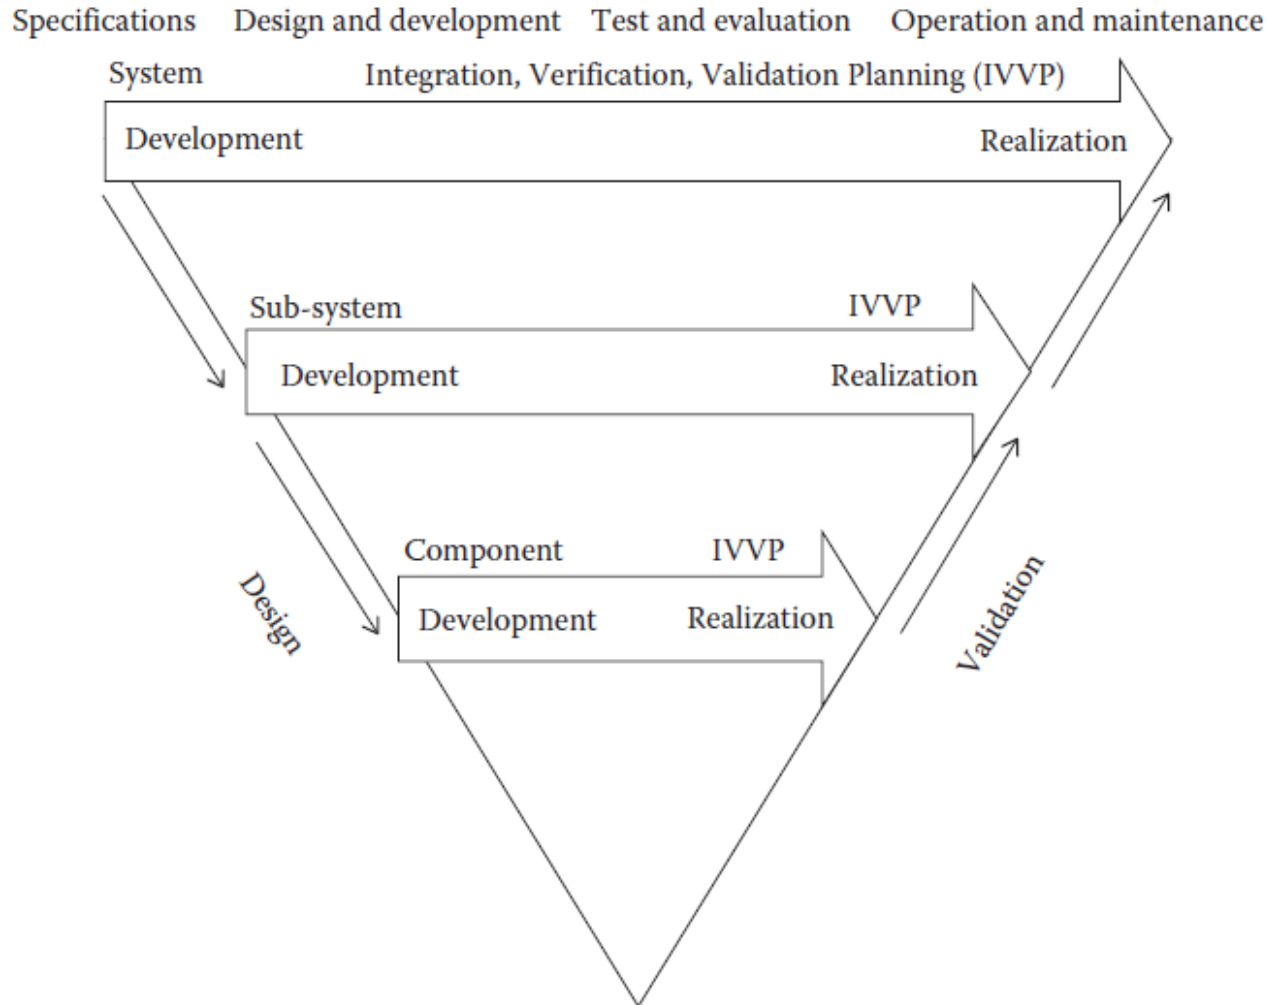 Specifications Design and development Test and evaluation Operation and maintenance
System Integration, Verification, Validation Planning (IVVP)
Development Realization
Sub-system IVVP
Development Realization
Component IVVP
Development Realization
Design
Validation